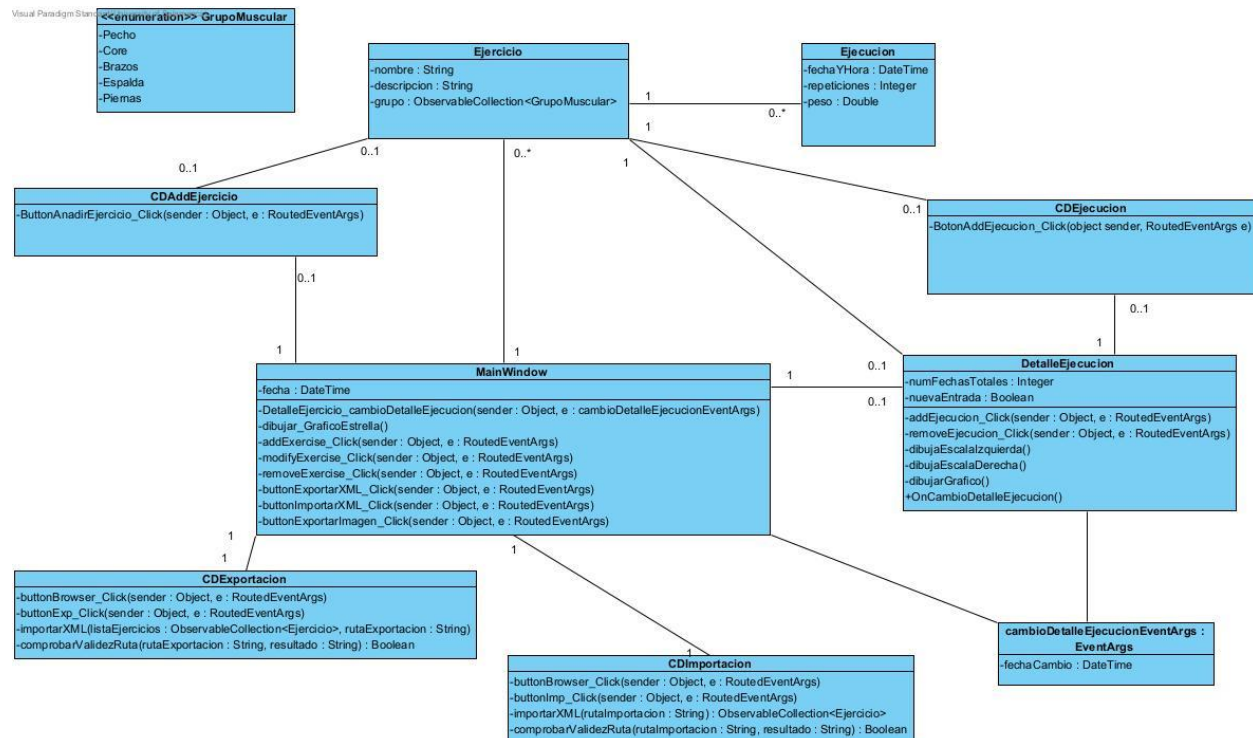 Visual Paradigm Stand
<<enumeration>> GrupoMuscular
-Pecho
-Core
-Brazos
-Espalda
-Piernas
Ejercicio
-nombre : String
-descripcion : String
-grupo : ObservableCollection<GrupoMuscular>
Ejecucion
-fechaYHora : DateTime
-repeticiones : Integer
-peso : Double
1
0..*
0..1
0..1
0..*
1
1
0..1
CDAddEjercicio
-ButtonAnadirEjercicio_Click(sender : Object, e : RoutedEventArgs)
CDEjecucion
-BotonAddEjecucion_Click(object sender, RoutedEventArgs e)
0..1
1
1
0..1
1
0..1
1
0..1
MainWindow
-fecha : DateTime
-DetalleEjercicio_cambioDetalleEjecucion(sender : Object, e : cambioDetalleEjecucionEventArgs)
-dibujar_GraficoEstrella()
-addExercise_Click(sender : Object, e : RoutedEventArgs)
-modifyExercise_Click(sender : Object, e : RoutedEventArgs)
-removeExercise_Click(sender : Object, e : RoutedEventArgs)
-buttonExportarXML_Click(sender : Object, e : RoutedEventArgs)
-buttonImportarXML_Click(sender : Object, e : RoutedEventArgs)
-buttonExportarImagen_Click(sender : Object, e : RoutedEventArgs)
DetalleEjecucion
-numFechasTotales : Integer
-nuevaEntrada : Boolean
-addEjecucion_Click(sender : Object, e : RoutedEventArgs)
-removeEjecucion_Click(sender : Object, e : RoutedEventArgs)
-dibujaEscalaIzquierda()
-dibujaEscalaDerecha()
-dibujarGrafico()
+OnCambioDetalleEjecucion()
1
1
1
1
CDExportacion
-buttonBrowser_Click(sender : Object, e : RoutedEventArgs)
-buttonExp_Click(sender : Object, e : RoutedEventArgs)
-importarXML(listaEjercicios : ObservableCollection<Ejercicio>, rutaExportacion : String)
-comprobarValidezRuta(rutaExportacion : String, resultado : String) : Boolean
CDImportacion
-buttonBrowser_Click(sender : Object, e : RoutedEventArgs)
-buttonImp_Click(sender : Object, e : RoutedEventArgs)
-importarXML(rutaImportacion : String) : ObservableCollection<Ejercicio>
-comprobarValidezRuta(rutaImportacion : String, resultado : String) : Boolean
cambioDetalleEjecucionEventArgs :
EventArgs
-fechaCambio : DateTime